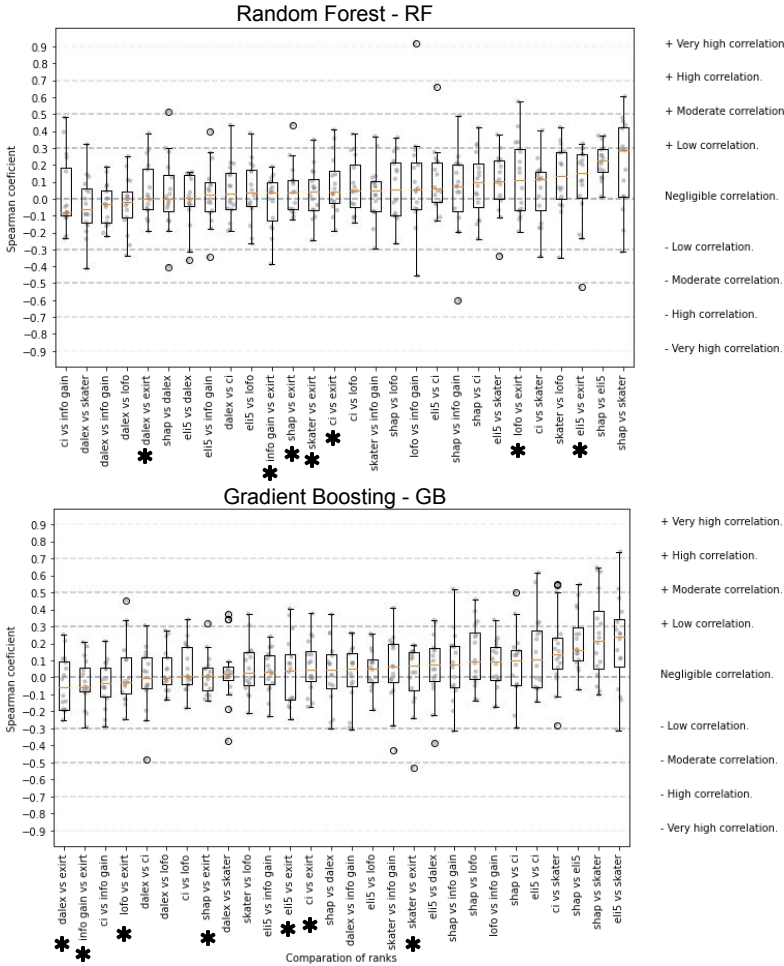 Random Forest - RF
0.9
0.8
0.7
0.6
0.5
0.4
0.3
0.2
0.1
0.0
−0.1
−0.2
−0.3
−0.4
−0.5
−0.6
−0.7
−0.8
−0.9
Spearman coeficient
+ Very high correlation
+ High correlation.
+ Moderate correlation
+ Low correlation.
Negligible correlation.
- Low correlation.
- Moderate correlation.
- High correlation.
- Very high correlation.
ci vs info gain
dalex vs skater
dalex vs info gain
dalex vs lofo
dalex vs exirt
shap vs dalex
eli5 vs dalex
eli5 vs info gain
dalex vs ci
eli5 vs lofo
info gain vs exirt
shap vs exirt
skater vs exirt
ci vs exirt
ci vs lofo
skater vs info gain
shap vs lofo
lofo vs info gain
eli5 vs ci
shap vs info gain
shap vs ci
eli5 vs skater
lofo vs exirt
ci vs skater
skater vs lofo
eli5 vs exirt
shap vs eli5
shap vs skater
Gradient Boosting - GB
0.9
0.8
0.7
0.6
0.5
0.4
0.3
0.2
0.1
0.0
−0.1
−0.2
−0.3
−0.4
−0.5
−0.6
−0.7
−0.8
−0.9
Spearman coeficient
+ Very high correlation.
+ High correlation.
+ Moderate correlation.
+ Low correlation.
Negligible correlation.
- Low correlation.
- Moderate correlation.
- High correlation.
- Very high correlation.
dalex vs exirt
info gain vs exirt
ci vs info gain
lofo vs exirt
dalex vs ci
dalex vs lofo
ci vs lofo
shap vs exirt
dalex vs skater
skater vs lofo
eli5 vs info gain
eli5 vs exirt
ci vs exirt
shap vs dalex
dalex vs info gain
eli5 vs lofo
skater vs info gain
skater vs exirt
eli5 vs dalex
shap vs info gain
shap vs lofo
lofo vs info gain
shap vs ci
eli5 vs ci
ci vs skater
shap vs eli5
shap vs skater
eli5 vs skater
Comparation of ranks